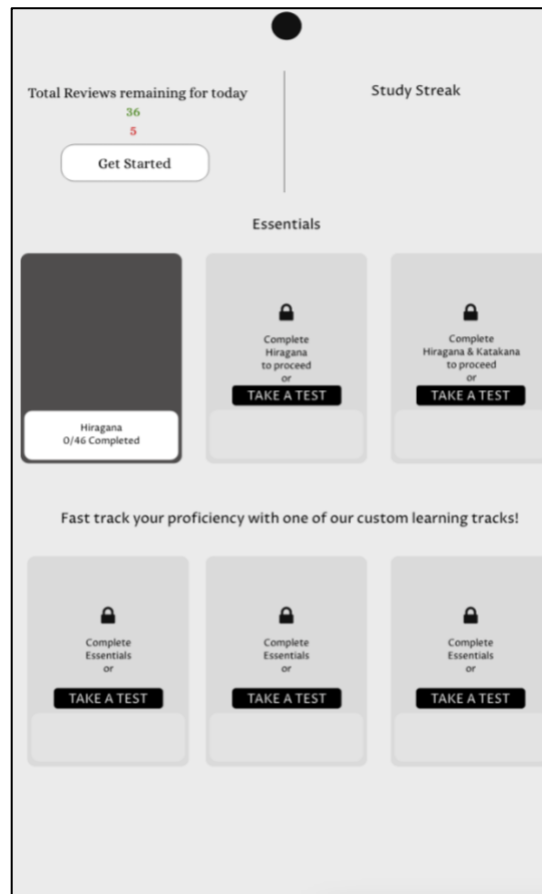 Total Reviews remaining for today
36
5
Get Started
Study Streak
Essentials
Hiragana
0/46 Completed
Complete
Hiragana
to proceed
or
TAKE A TEST
Complete
Hiragana & Katakana
to proceed
or
TAKE A TEST
Fast track your proficiency with one of our custom learning tracks!
Complete
Essentials
or
TAKE A TEST
Complete
Essentials
or
TAKE A TEST
Complete
Essentials
or
TAKE A TEST